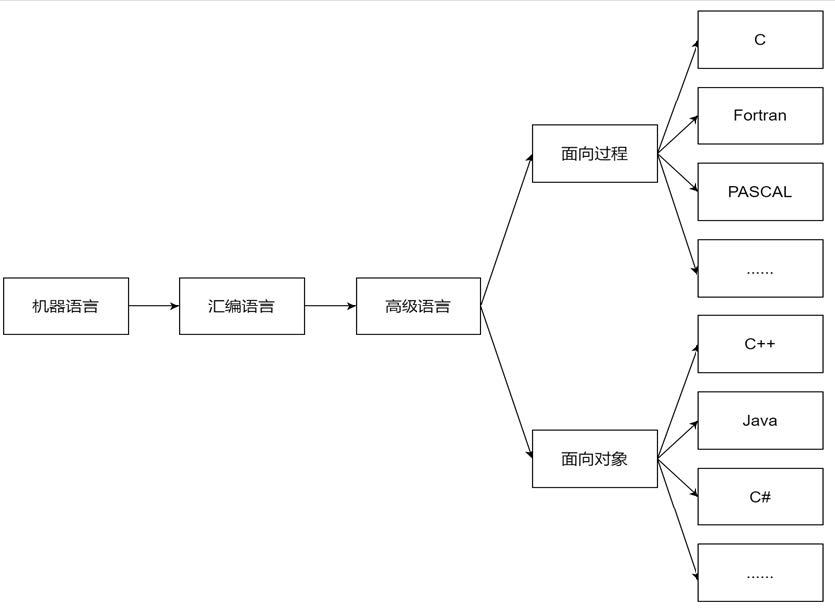 机器语言
汇编语言
高级语言
面向过程
C
Fortran
PASCAL
......
面向对象
C++
Java
C#
......